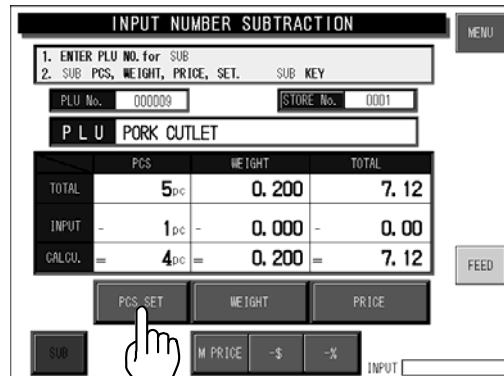 INPUT NUMBER SUBTRACTION
MENU
1. ENTER PLU NO. for SUB
2. SUB PCS, WEIGHT, PRICE, SET. SUB KEY
PLU No. 000009 STORE No. 0001
PLU PORK CUTLET
PCS WEIGHT TOTAL
TOTAL 5pc 0.200 7.12
INPUT - 1pc - 0.000 - 0.00
CALCU. = 4pc = 0.200 = 7.12
FEED
PCS SET WEIGHT PRICE
SUB M PRICE -$ -%
INPUT